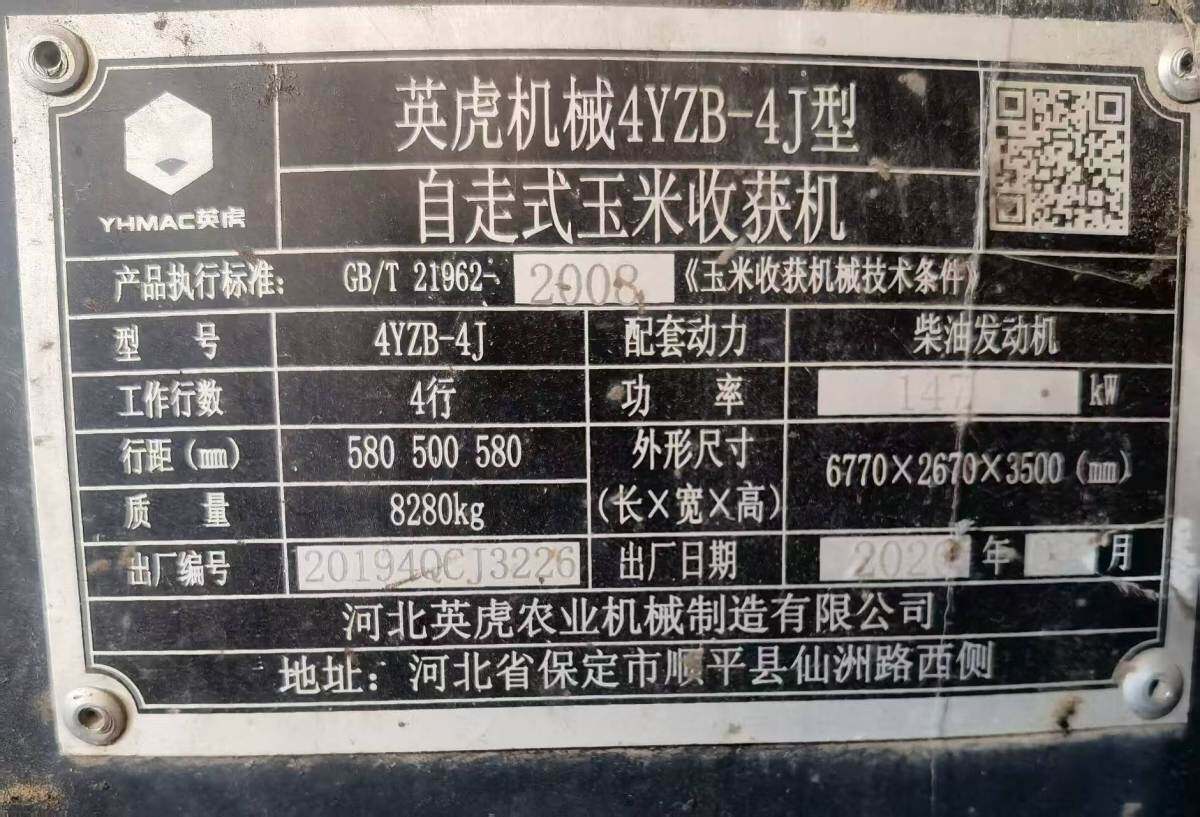 英虎机械4YZB-4J型
YHMAC英虎
自走式玉米收获机
产品执行标准: GB/T 21962-2008《玉米收获机械技术条件》
型 号 4YZB-4J 配套动力 柴油发动机
工作行数 4行 功 率 147 kW
行距(mm) 580 500 580 外形尺寸(长×宽×高) 6770×2670×3500(mm)
质 量 8280kg
出厂编号 20194QCJ3226 出厂日期 2020 年 月
河北英虎农业机械制造有限公司
地址: 河北省保定市顺平县仙洲路西侧